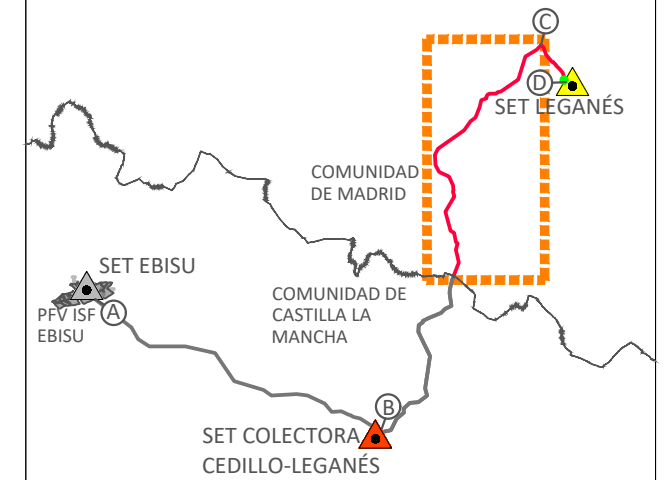 C
D
SET LEGANÉS
COMUNIDAD
DE MADRID
SET EBISU
COMUNIDAD DE
CASTILLA LA
MANCHA
PFV ISF
EBISU
A
B
SET COLECTORA
CEDILLO-LEGANÉS